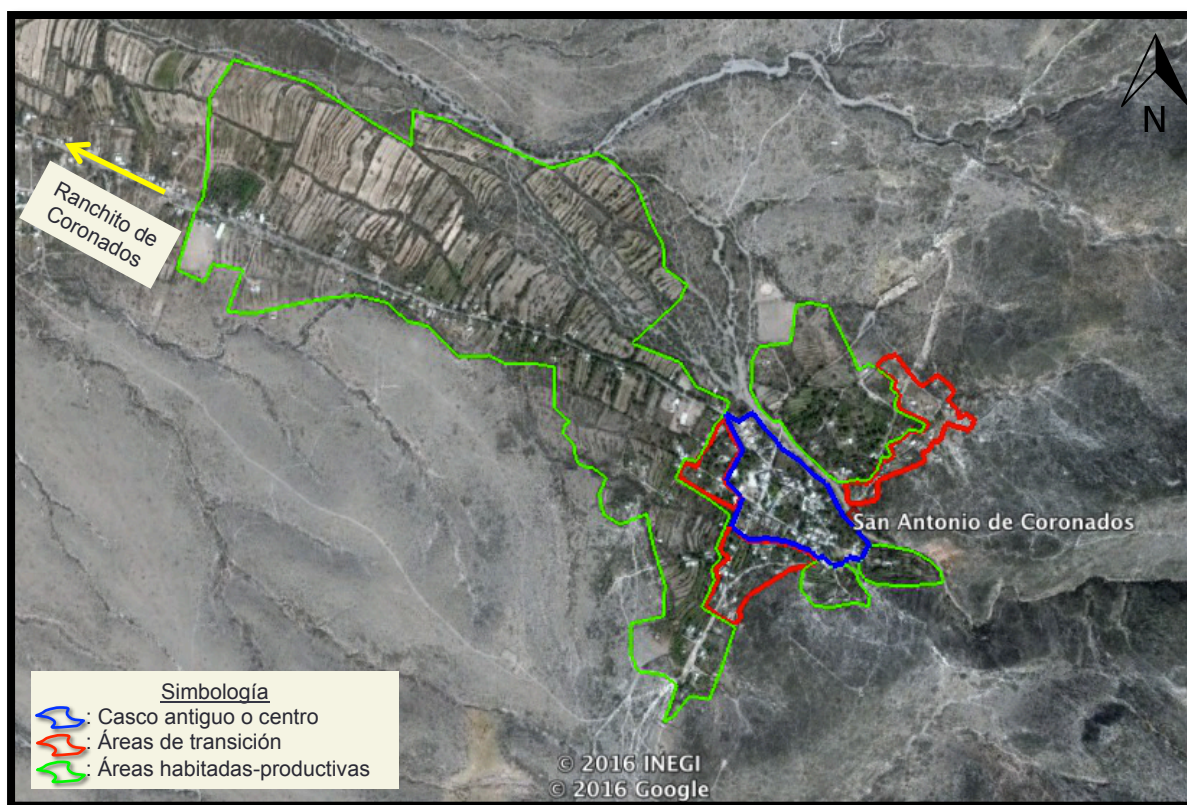 N
Ranchito de
Coronados
San Antonio de Coronados
Simbología
: Casco antiguo o centro
: Áreas de transición
: Áreas habitadas-productivas
© 2016 INEGI
© 2016 Google